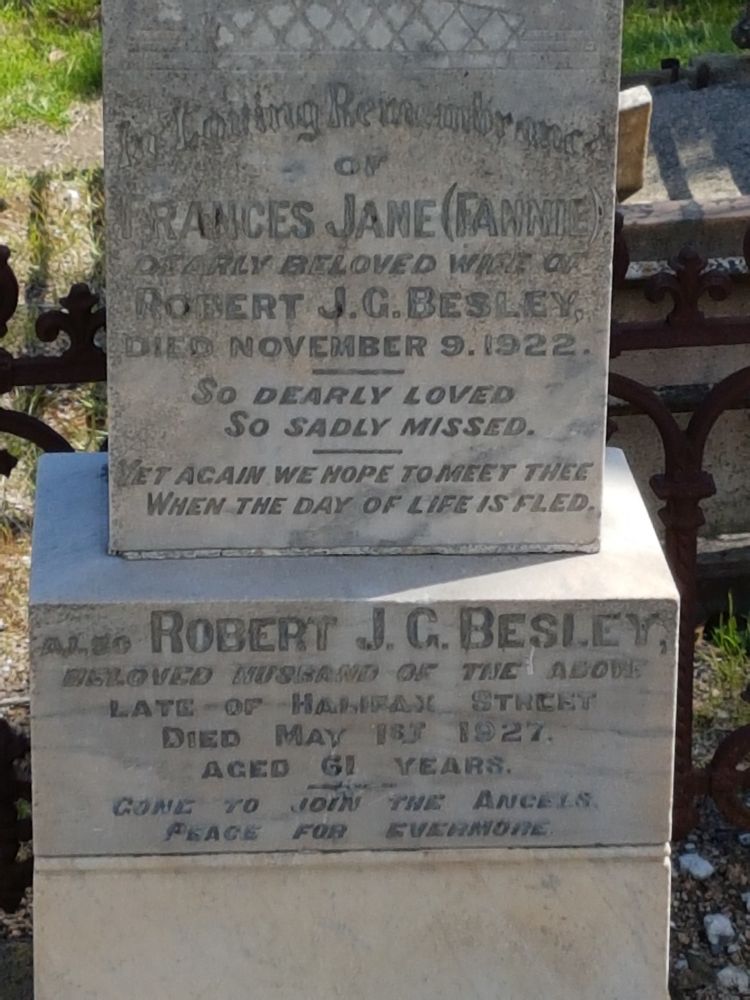 In Loving Remembrance
OF
FRANCES JANE (FANNIE)
DEARLY BELOVED WIFE OF
ROBERT J.G. BESLEY,
DIED NOVEMBER 9. 1922.
SO DEARLY LOVED
SO SADLY MISSED.
YET AGAIN WE HOPE TO MEET THEE
WHEN THE DAY OF LIFE IS FLED.
ALSO ROBERT J.G. BESLEY,
BELOVED HUSBAND OF THE ABOVE
LATE OF HALIFAX STREET
DIED MAY 1ST 1927.
AGED 61 YEARS.
GONE TO JOIN THE ANGELS
PEACE FOR EVERMORE